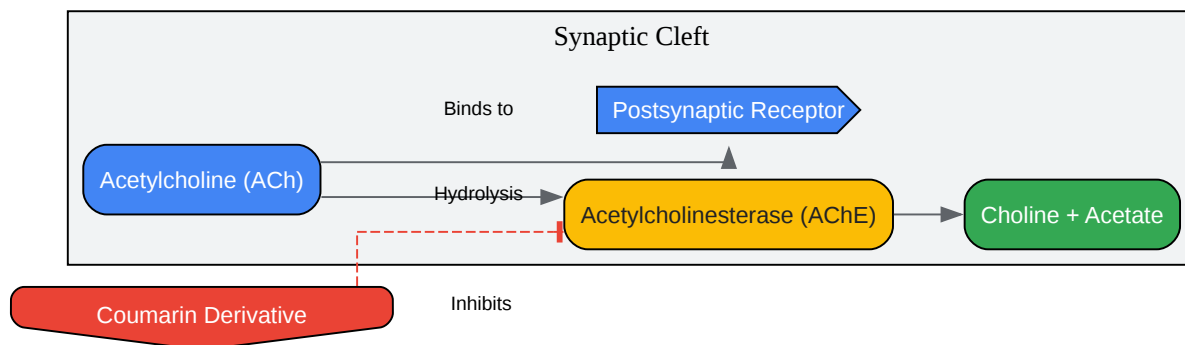 Synaptic Cleft
Binds to
Postsynaptic Receptor
Acetylcholine (ACh)
Hydrolysis
Acetylcholinesterase (AChE)
Choline + Acetate
Coumarin Derivative
Inhibits